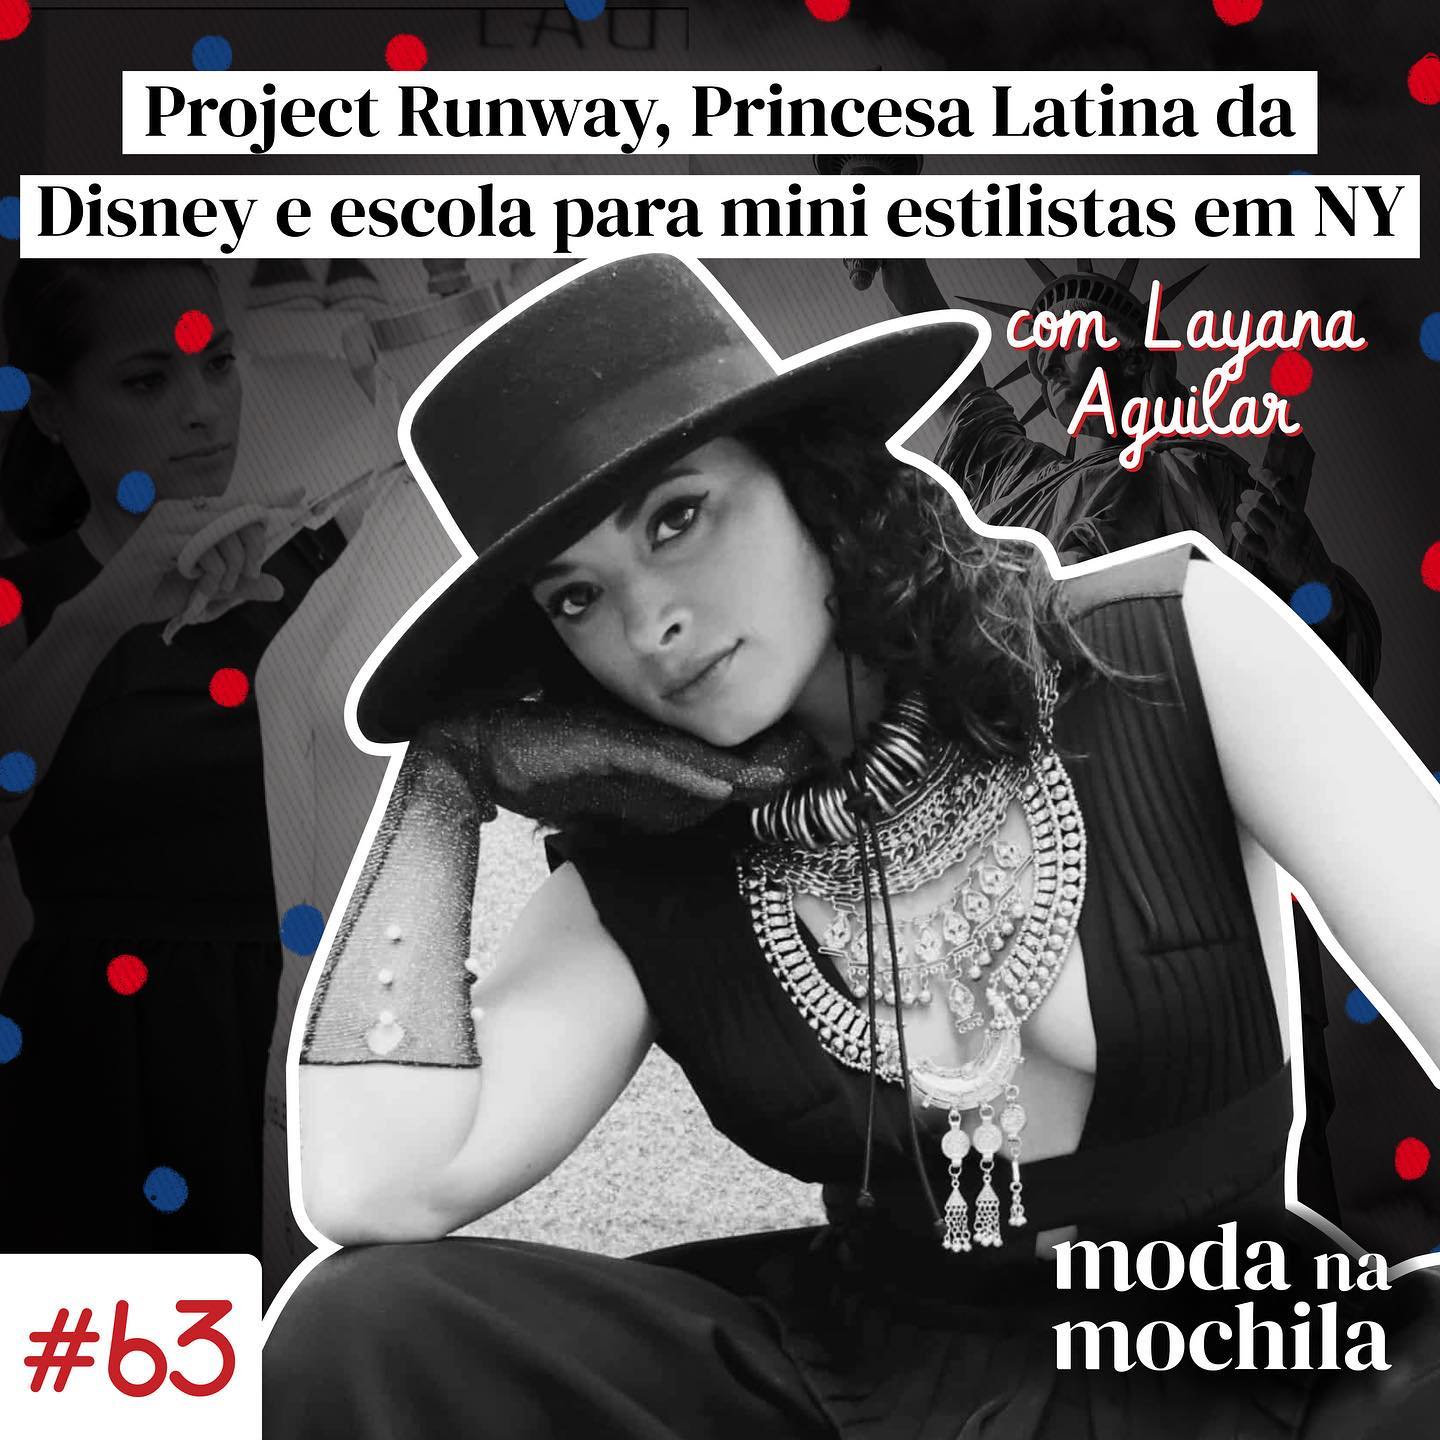 Project Runway, Princesa Latina da
Disney e escola para mini estilistas em NY
com Layana
Aguilar
#63
moda na
mochila